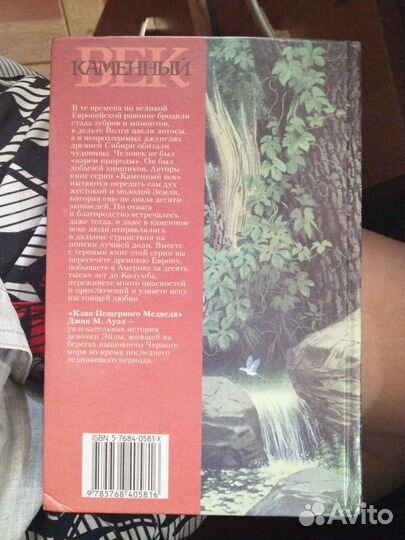 ВЕК
КАМЕННЫЙ
В те времена по великой
Европейской равнине бродили
стада зубров и мамонтов,
в дельте Волги цвели лотосы,
а в непроходимых джунглях
древней Сибири обитали
чудовища. Человек не был
«царем природы». Он был
добычей хищников. Авторы
книг серии «Каменный век»
пытаются передать сам дух
жестокой и молодой Земли,
которая еще не знала десяти
заповедей. Но отвага
и благородство встречались
даже тогда, и даже в каменном
веке люди отправлялись
в дальние странствия на
поиски лучшей доли. Вместе
с героями книг этой серии вы
пересечете древнюю Европу,
побываете в Америке за десять
тысяч лет до Колумба,
переживете много опасностей
и приключений и узнаете цену
настоящей любви.
«Клан Пещерного Медведя»
Джин М. Ауэл –
увлекательная история
девочки Эйлы, жившей на
берегах нынешнего Черного
моря во время последнего
ледникового периода.
ISBN 5-7684-0581-X
9 785768 405816
Avito